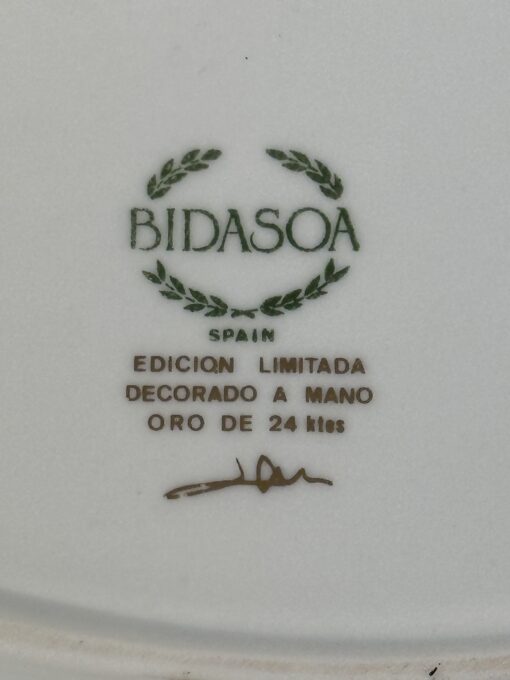 BIDASOA
SPAIN
EDICION LIMITADA
DECORADO A MANO
ORO DE 24 ktes